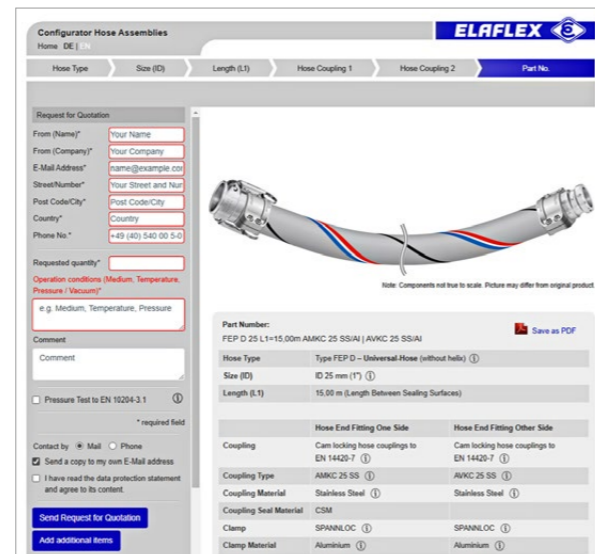 Configurator Hose Assemblies
Home DE | EN
ELAFLEX
Hose Type
Size (ID)
Length (L1)
Hose Coupling 1
Hose Coupling 2
Part No.
Request for Quotation
From (Name)* Your Name
From (Company)* Your Company
E-Mail Address* name@example.co
Street/Number* Your Street and Nur
Post Code/City* Post Code/City
Country* Country
Phone No.* +49 (40) 540 00 5-0
Requested quantity*
Operation conditions (Medium, Temperature,
Pressure / Vacuum)*
e.g. Medium, Temperature, Pressure
Comment
Comment
Pressure Test to EN 10204-3.1
* required field
Contact by Mail Phone
Send a copy to my own E-Mail address
I have read the data protection statement
and agree to its content.
Send Request for Quotation
Add additional items
Note: Components not true to scale. Picture may differ from original product.
Part Number:
FEP D 25 L1=15,00m AMKC 25 SS/Al | AVKC 25 SS/Al
Save as PDF
Hose Type Type FEP D – Universal-Hose (without helix)
Size (ID) ID 25 mm (1")
Length (L1) 15,00 m (Length Between Sealing Surfaces)
Hose End Fitting One Side Hose End Fitting Other Side
Coupling Cam locking hose couplings to Cam locking hose couplings to
EN 14420-7 EN 14420-7
Coupling Type AMKC 25 SS AVKC 25 SS
Coupling Material Stainless Steel Stainless Steel
Coupling Seal Material CSM
Clamp SPANNLOC SPANNLOC
Clamp Material Aluminium Aluminium